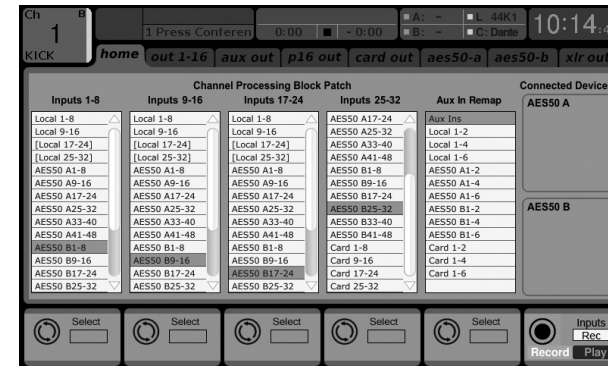 Ch B
1
KICK
1 Press Conferen 0:00 - 0:00
A: - L 44K1
B: - C: Dante
10:14:4
home out 1-16 aux out p16 out card out aes50-a aes50-b xlr out
Channel Processing Block Patch
Connected Device
Inputs 1-8 Inputs 9-16 Inputs 17-24 Inputs 25-32 Aux In Remap
AES50 A
Local 1-8 Local 1-8 Local 1-8 AES50 A17-24 Aux Ins
Local 9-16 Local 9-16 Local 9-16 AES50 A25-32 Local 1-2
[Local 17-24] [Local 17-24] [Local 17-24] AES50 A33-40 Local 1-4
[Local 25-32] [Local 25-32] [Local 25-32] AES50 A41-48 Local 1-6
AES50 A1-8 AES50 A1-8 AES50 A1-8 AES50 B1-8 AES50 A1-2
AES50 A9-16 AES50 A9-16 AES50 A9-16 AES50 B9-16 AES50 A1-4
AES50 A17-24 AES50 A17-24 AES50 A17-24 AES50 B17-24 AES50 A1-6
AES50 A25-32 AES50 A25-32 AES50 A25-32 AES50 B25-32 AES50 B1-2
AES50 B
AES50 A33-40 AES50 A33-40 AES50 A33-40 AES50 B33-40 AES50 B1-4
AES50 A41-48 AES50 A41-48 AES50 A41-48 AES50 B41-48 AES50 B1-6
AES50 B1-8 AES50 B1-8 AES50 B1-8 Card 1-8 Card 1-2
AES50 B9-16 AES50 B9-16 AES50 B9-16 Card 9-16 Card 1-4
AES50 B17-24 AES50 B17-24 AES50 B17-24 Card 17-24 Card 1-6
AES50 B25-32 AES50 B25-32 AES50 B25-32 Card 25-32
Select Select Select Select Select Inputs
Rec
Record Play